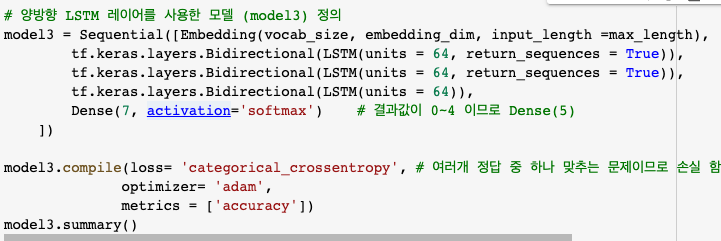 # 양방향 LSTM 레이어를 사용한 모델 (model3) 정의
model3 = Sequential([Embedding(vocab_size, embedding_dim, input_length =max_length),
        tf.keras.layers.Bidirectional(LSTM(units = 64, return_sequences = True)),
        tf.keras.layers.Bidirectional(LSTM(units = 64, return_sequences = True)),
        tf.keras.layers.Bidirectional(LSTM(units = 64)),
        Dense(7, activation='softmax')    # 결과값이 0~4 이므로 Dense(5)
    ])
model3.compile(loss= 'categorical_crossentropy', # 여러개 정답 중 하나 맞추는 문제이므로 손실 함
              optimizer= 'adam',
              metrics = ['accuracy'])
model3.summary()